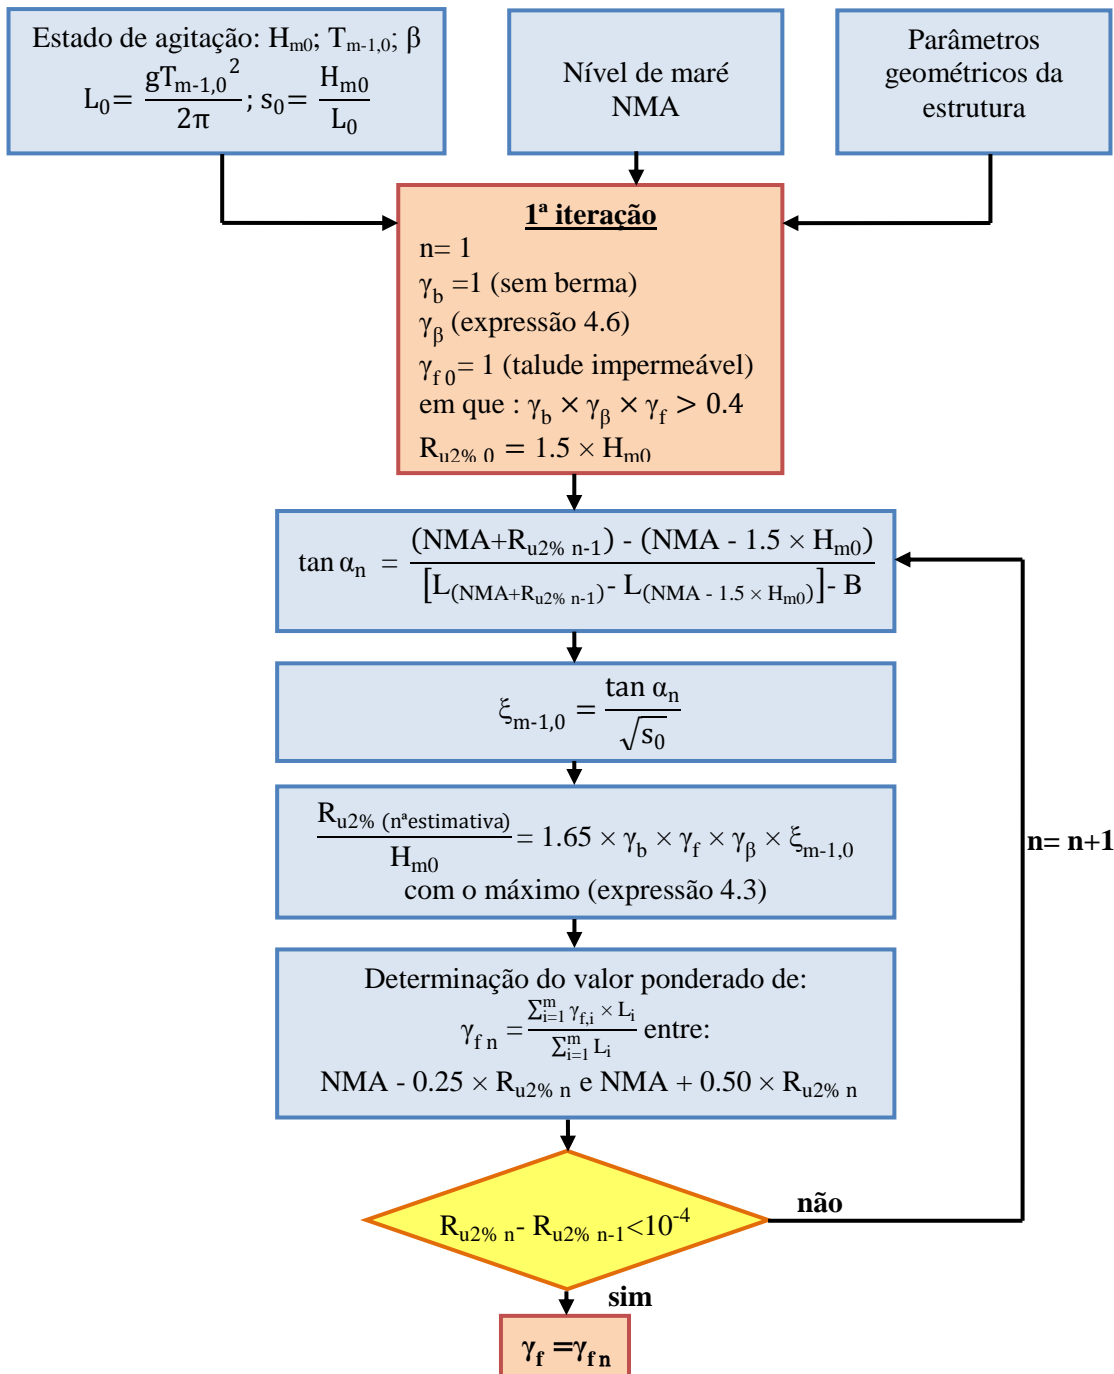 Estado de agitação: Hm0; Tm-1,0; β
L0= gTm-1,0² / 2π ; s0= Hm0 / L0
Nível de maré
NMA
Parâmetros
geométricos da
estrutura
1ª iteração
n= 1
γb =1 (sem berma)
γβ (expressão 4.6)
γf 0= 1 (talude impermeável)
em que : γb × γβ × γf > 0.4
Ru2% 0 = 1.5 × Hm0
tan αn = (NMA+Ru2% n-1) - (NMA - 1.5 × Hm0) / [L(NMA+Ru2% n-1)- L(NMA - 1.5 × Hm0)]- B
ξm-1,0 = tan αn / √s0
Ru2% (nªestimativa) / Hm0 = 1.65 × γb × γf × γβ × ξm-1,0
com o máximo (expressão 4.3)
n= n+1
Determinação do valor ponderado de:
γf n = ∑i=1^m γf,i × Li / ∑i=1^m Li entre:
NMA - 0.25 × Ru2% n e NMA + 0.50 × Ru2% n
Ru2% n- Ru2% n-1<10⁻⁴
não
sim
γf =γf n